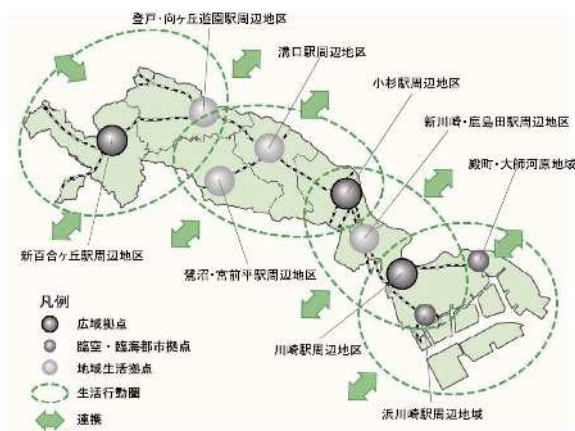 登戸・向ヶ丘遊園駅周辺地区
溝口駅周辺地区
小杉駅周辺地区
新川崎・鹿島田駅周辺地区
殿町・大師河原地域
新百合ヶ丘駅周辺地区
鷺沼・宮前平駅周辺地区
川崎駅周辺地区
浜川崎駅周辺地域
凡例
広域拠点
臨空・臨海都市拠点
地域生活拠点
生活行動圏
連携